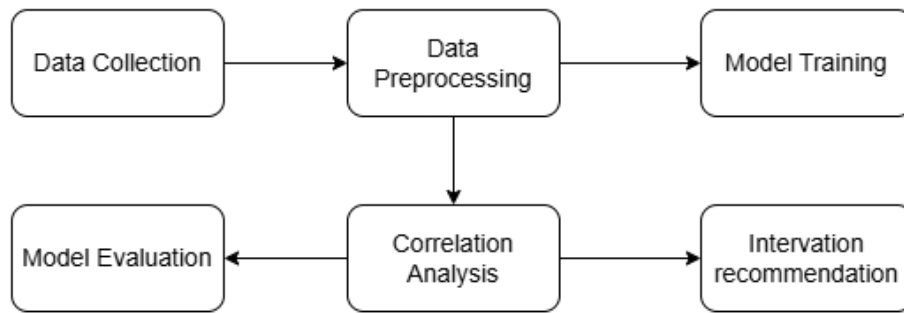 Data Collection
Data
Preprocessing
Model Training
Model Evaluation
Correlation
Analysis
Intervation
recommendation